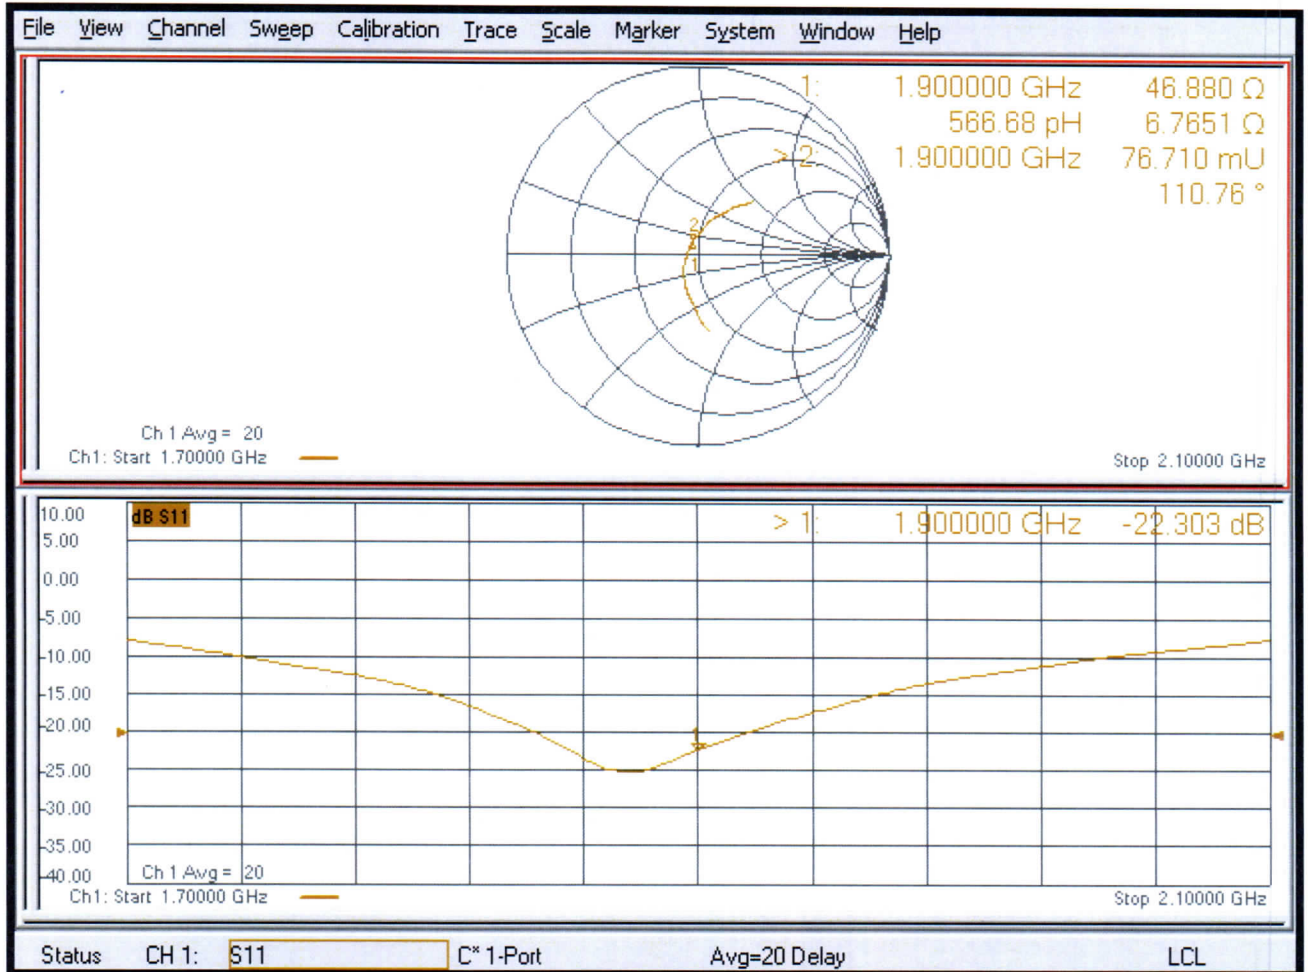 File View Channel Sweep Calibration Trace Scale Marker System Window Help
1: 1.900000 GHz 46.880 Ω
566.68 pH 6.7651 Ω
> 2: 1.900000 GHz 76.710 mU
110.76 °
2
1
Ch 1 Avg = 20
Ch1: Start 1.70000 GHz
Stop 2.10000 GHz
10.00
dB S11
> 1: 1.900000 GHz -22.303 dB
5.00
0.00
-5.00
-10.00
-15.00
-20.00
1
-25.00
-30.00
-35.00
-40.00
Ch 1 Avg = 20
Ch1: Start 1.70000 GHz
Stop 2.10000 GHz
Status CH 1: S11 C* 1-Port Avg=20 Delay LCL